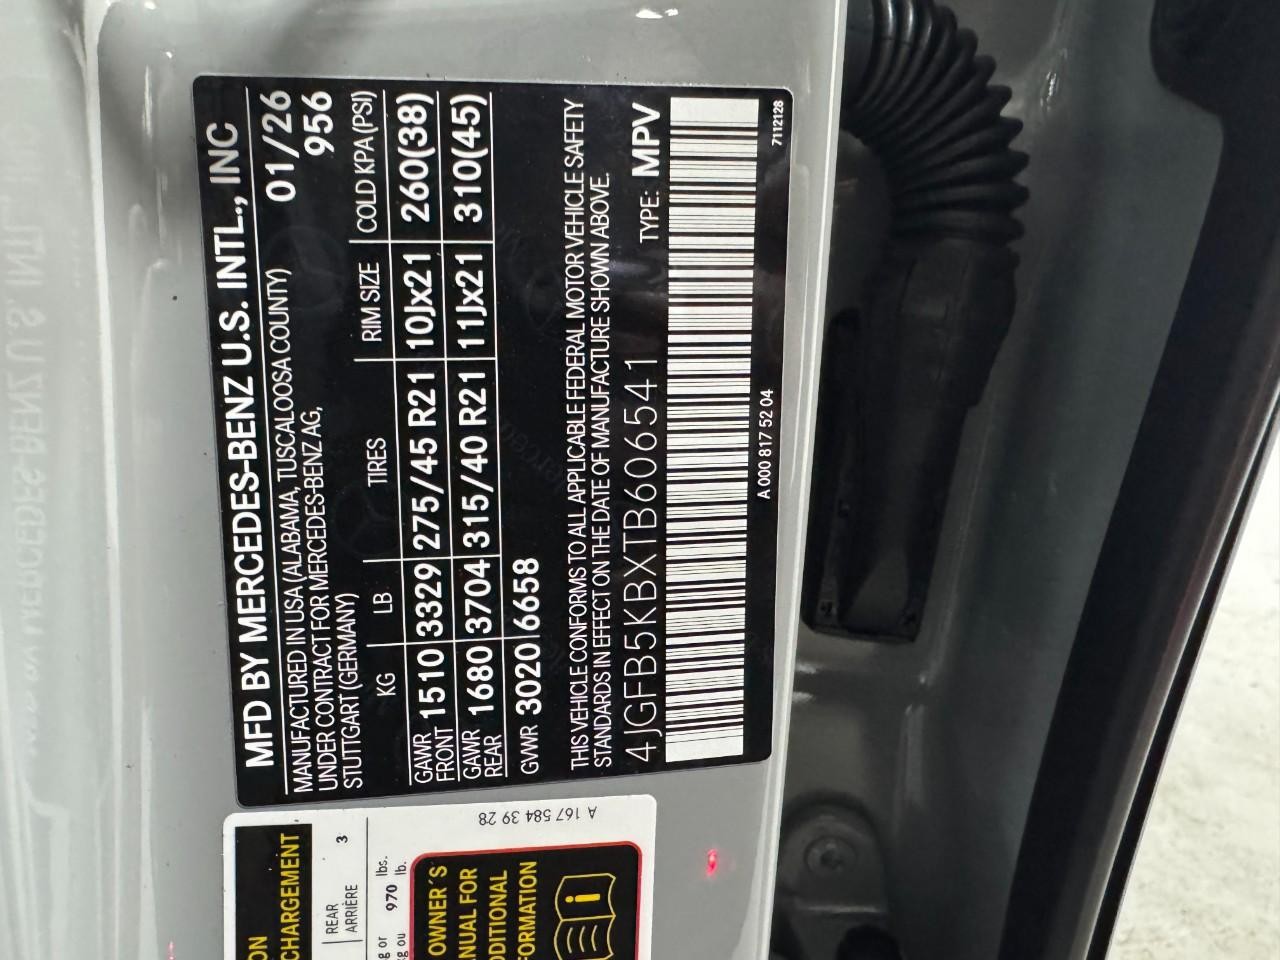 MFD BY MERCEDES-BENZ U.S. INTL., INC
MANUFACTURED IN USA (ALABAMA, TUSCALOOSA COUNTY) 01/26
UNDER CONTRACT FOR MERCEDES-BENZ AG, 956
STUTTGART (GERMANY)
KG LB TIRES RIM SIZE COLD KPA (PSI)
GAWR FRONT 1510 3329 275/45 R21 10Jx21 260(38)
GAWR REAR 1680 3704 315/40 R21 11Jx21 310(45)
GVWR 3020 6658
THIS VEHICLE CONFORMS TO ALL APPLICABLE FEDERAL MOTOR VEHICLE SAFETY
STANDARDS IN EFFECT ON THE DATE OF MANUFACTURE SHOWN ABOVE.
4JGFB5KBXTB606541 TYPE: MPV
A 000 817 52 04 7112128
A 167 584 39 28
CHARGEMENT
REAR
ARRIÈRE 3
or 970 lbs.
ou lb.
OWNER'S
FOR